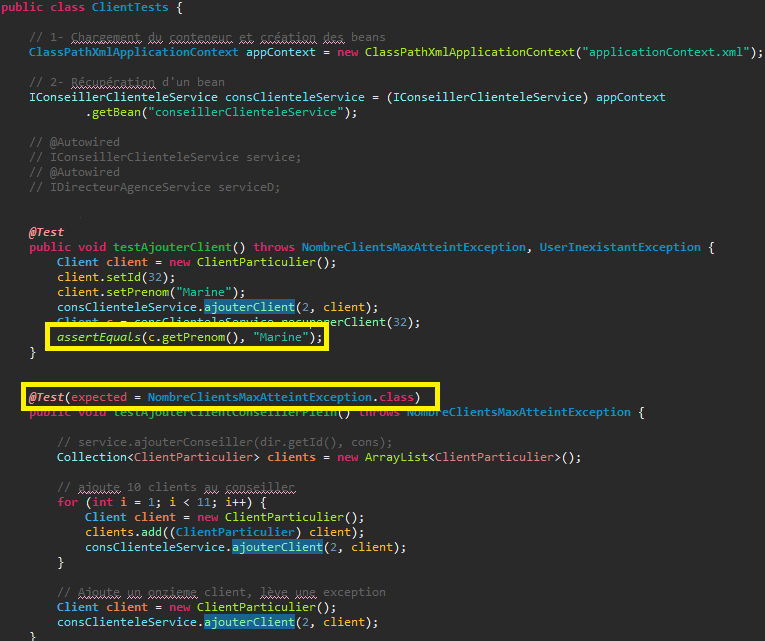 public class ClientTests {
// 1- Chargement du conteneur et création des beans
ClassPathXmlApplicationContext appContext = new ClassPathXmlApplicationContext("applicationContext.xml");
// 2- Récupération d'un bean
IConseillerClienteleService consClienteleService = (IConseillerClienteleService) appContext
.getBean("conseillerClienteleService");
// @Autowired
// IConseillerClienteleService service;
// @Autowired
// IDirecteurAgenceService serviceD;
@Test
public void testAjouterClient() throws NombreClientsMaxAtteintException, UserInexistantException {
Client client = new ClientParticulier();
client.setId(32);
client.setPrenom("Marine");
consClienteleService.ajouterClient(2, client);
Client c = consClienteleService.recupererClient(32);
assertEquals(c.getPrenom(), "Marine");
}
@Test(expected = NombreClientsMaxAtteintException.class)
public void testAjouterClientConseillerPlein() throws NombreClientsMaxAtteintException {
// service.ajouterConseiller(dir.getId(), cons);
Collection<ClientParticulier> clients = new ArrayList<ClientParticulier>();
// ajoute 10 clients au conseiller
for (int i = 1; i < 11; i++) {
Client client = new ClientParticulier();
clients.add((ClientParticulier) client);
consClienteleService.ajouterClient(2, client);
}
// Ajoute un onzieme client, lève une exception
Client client = new ClientParticulier();
consClienteleService.ajouterClient(2, client);
}